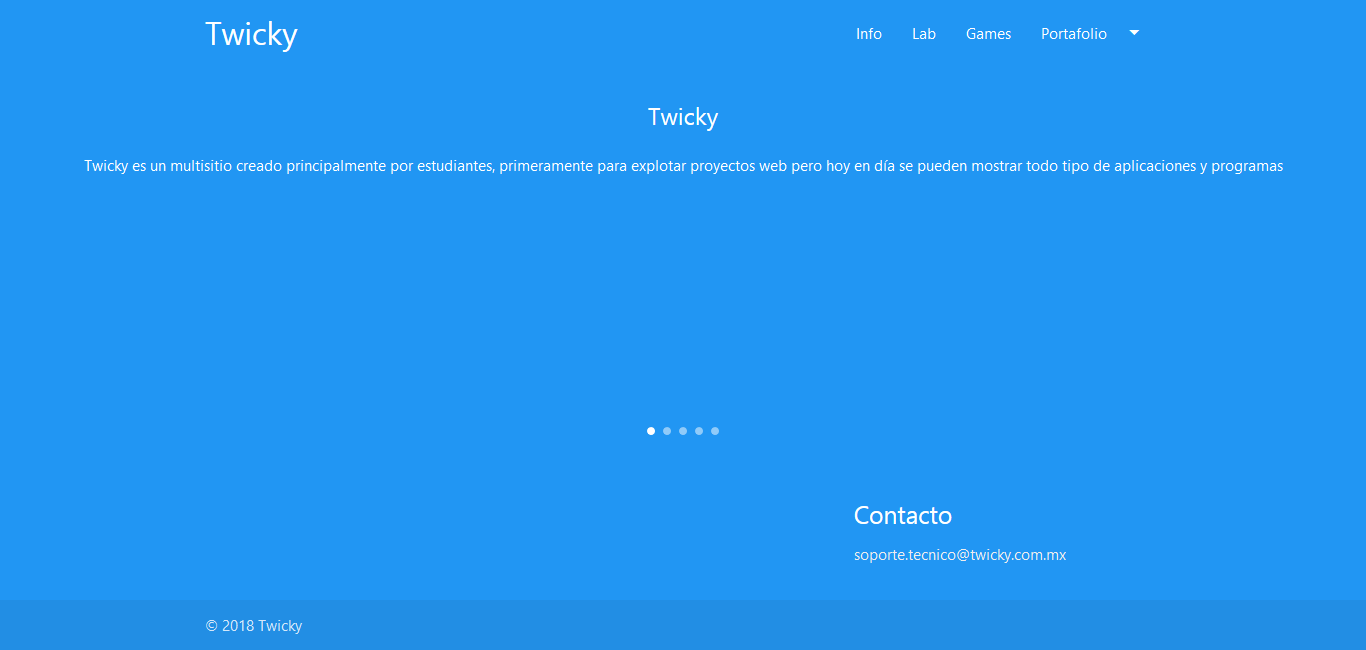 Twicky
Info Lab Games Portafolio
Twicky
Twicky es un multisitio creado principalmente por estudiantes, primeramente para explotar proyectos web pero hoy en día se pueden mostrar todo tipo de aplicaciones y programas
Contacto
soporte.tecnico@twicky.com.mx
© 2018 Twicky